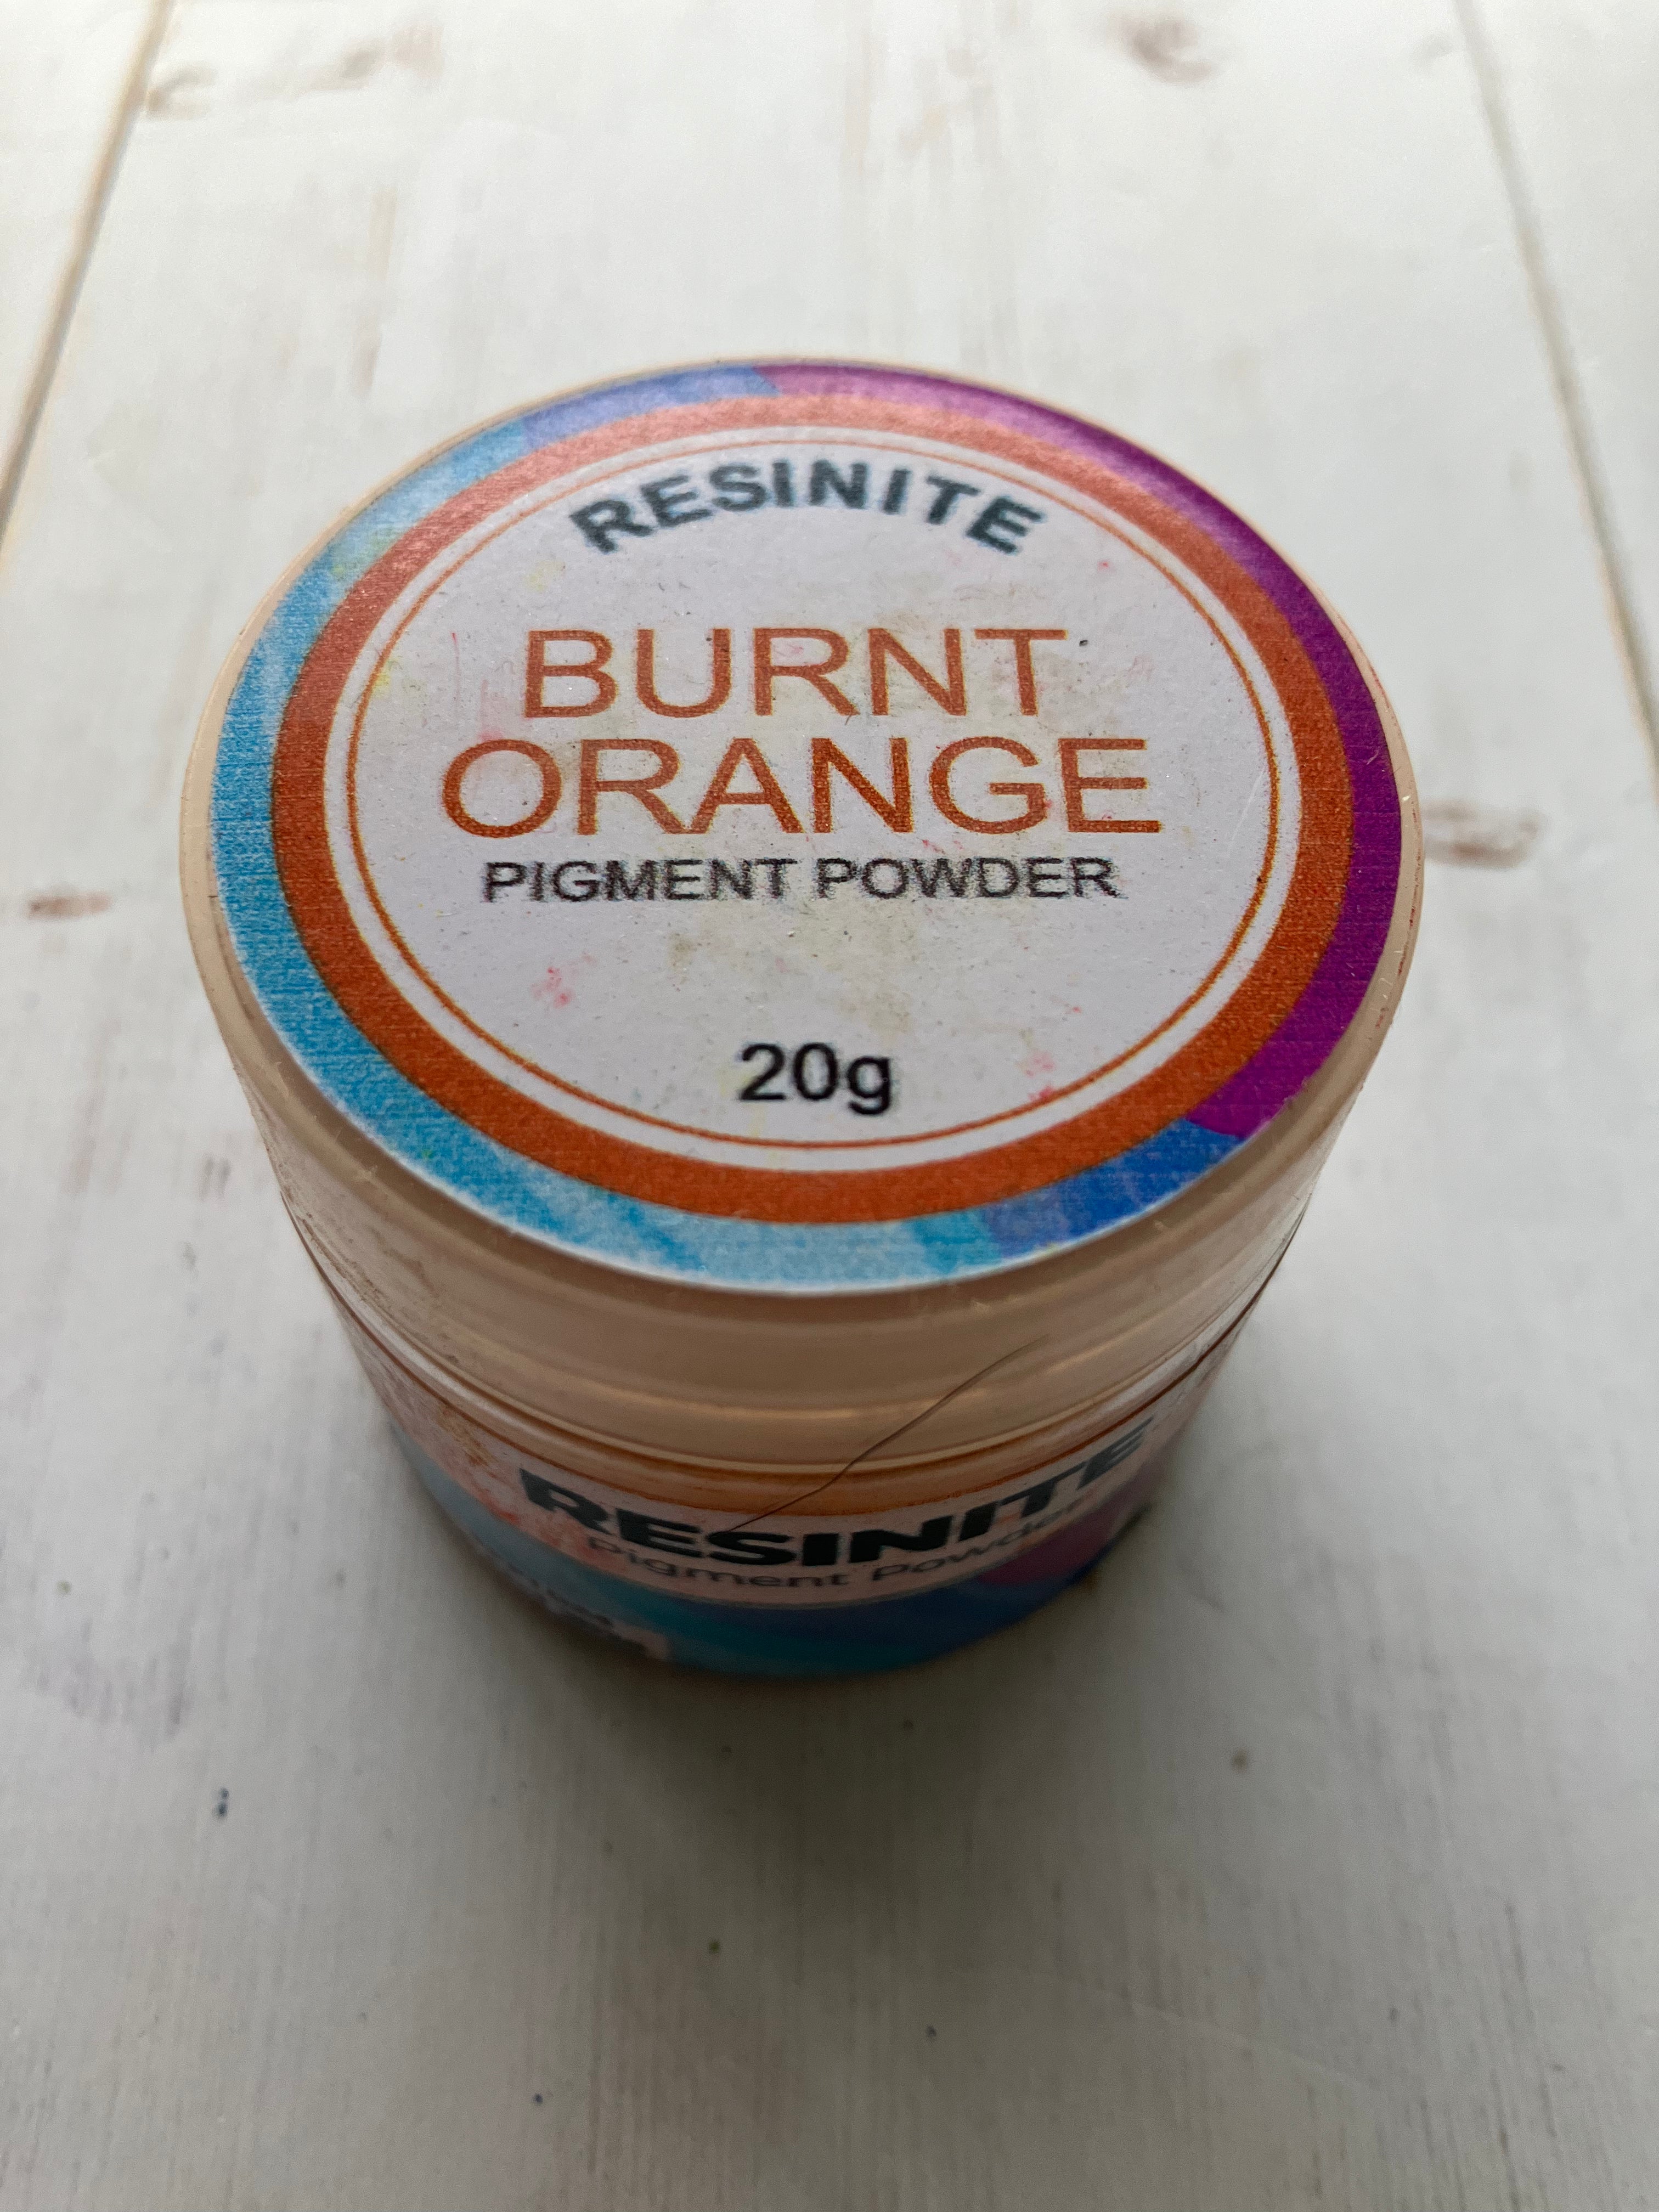 RESINITE
BURNT
ORANGE
PIGMENT POWDER
20g
RESINITE
Pigment Powder